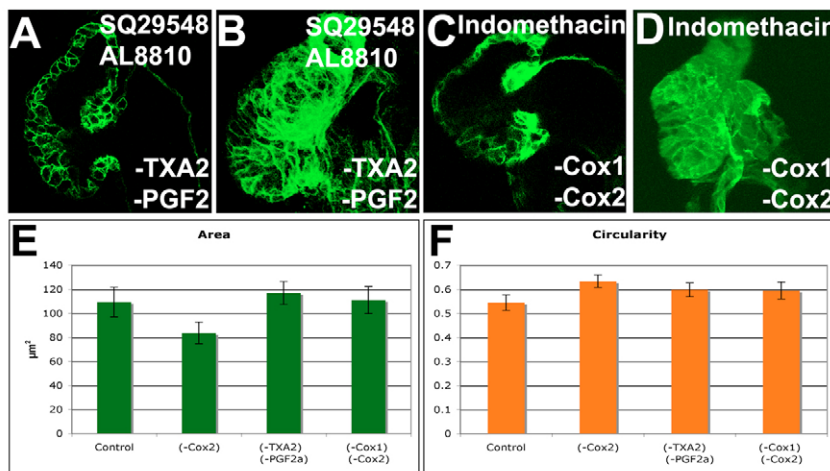 A
SQ29548
AL8810
-TXA2
-PGF2
B
SQ29548
AL8810
-TXA2
-PGF2
C
Indomethacin
-Cox1
-Cox2
D
Indomethacin
-Cox1
-Cox2
E
Area
140
120
100
80
60
40
20
0
µm²
Control
(-Cox2)
(-TXA2)
(-PGF2a)
(-Cox1)
(-Cox2)
F
Circularity
0.7
0.6
0.5
0.4
0.3
0.2
0.1
0
Control
(-Cox2)
(-TXA2)
(-PGF2a)
(-Cox1)
(-Cox2)